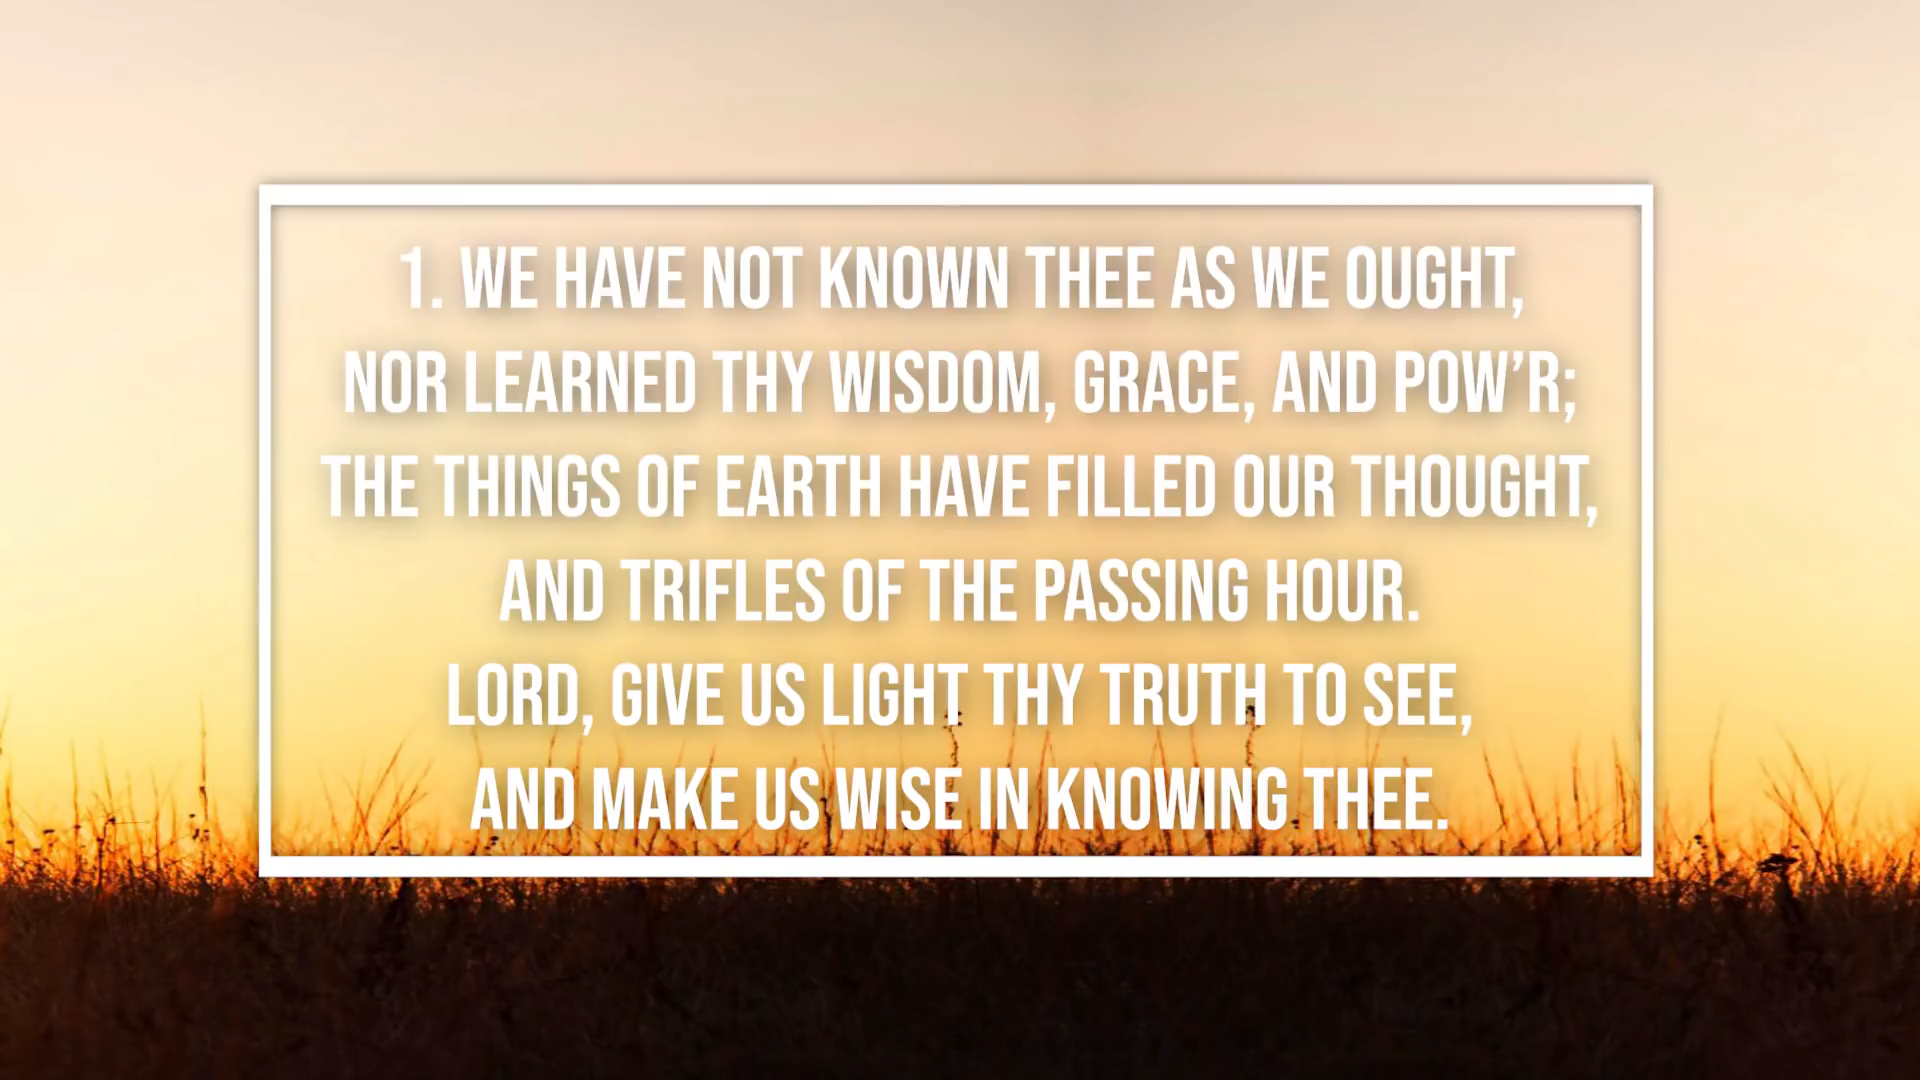 1. WE HAVE NOT KNOWN THEE AS WE OUGHT,
NOR LEARNED THY WISDOM, GRACE, AND POW’R;
THE THINGS OF EARTH HAVE FILLED OUR THOUGHT,
AND TRIFLES OF THE PASSING HOUR.
LORD, GIVE US LIGHT THY TRUTH TO SEE,
AND MAKE US WISE IN KNOWING THEE.